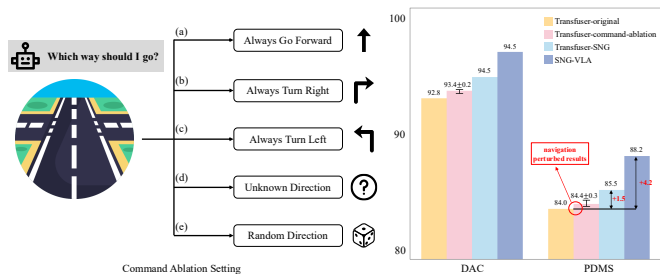 Which way should I go?
(a)
Always Go Forward
(b)
Always Turn Right
(c)
Always Turn Left
(d)
Unknown Direction
?
(e)
Random Direction
Command Ablation Setting
100
90
80
Transfuser-original
Transfuser-command-ablation
Transfuser-SNG
SNG-VLA
92.8
93.4±0.2
94.5
94.5
DAC
navigation
perturbed results
84.0
84.4±0.3
85.5
88.2
+1.5
+4.2
PDMS